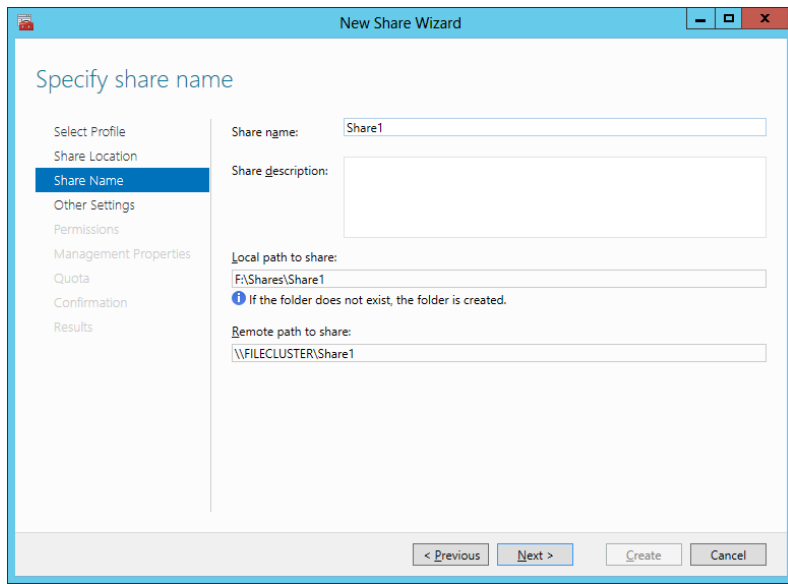 New Share Wizard
Specify share name
Select Profile
Share Location
Share Name
Other Settings
Permissions
Management Properties
Quota
Confirmation
Results
Share name:
Share1
Share description:
Local path to share:
F:\Shares\Share1
If the folder does not exist, the folder is created.
Remote path to share:
\\FILECLUSTER\Share1
< Previous
Next >
Create
Cancel